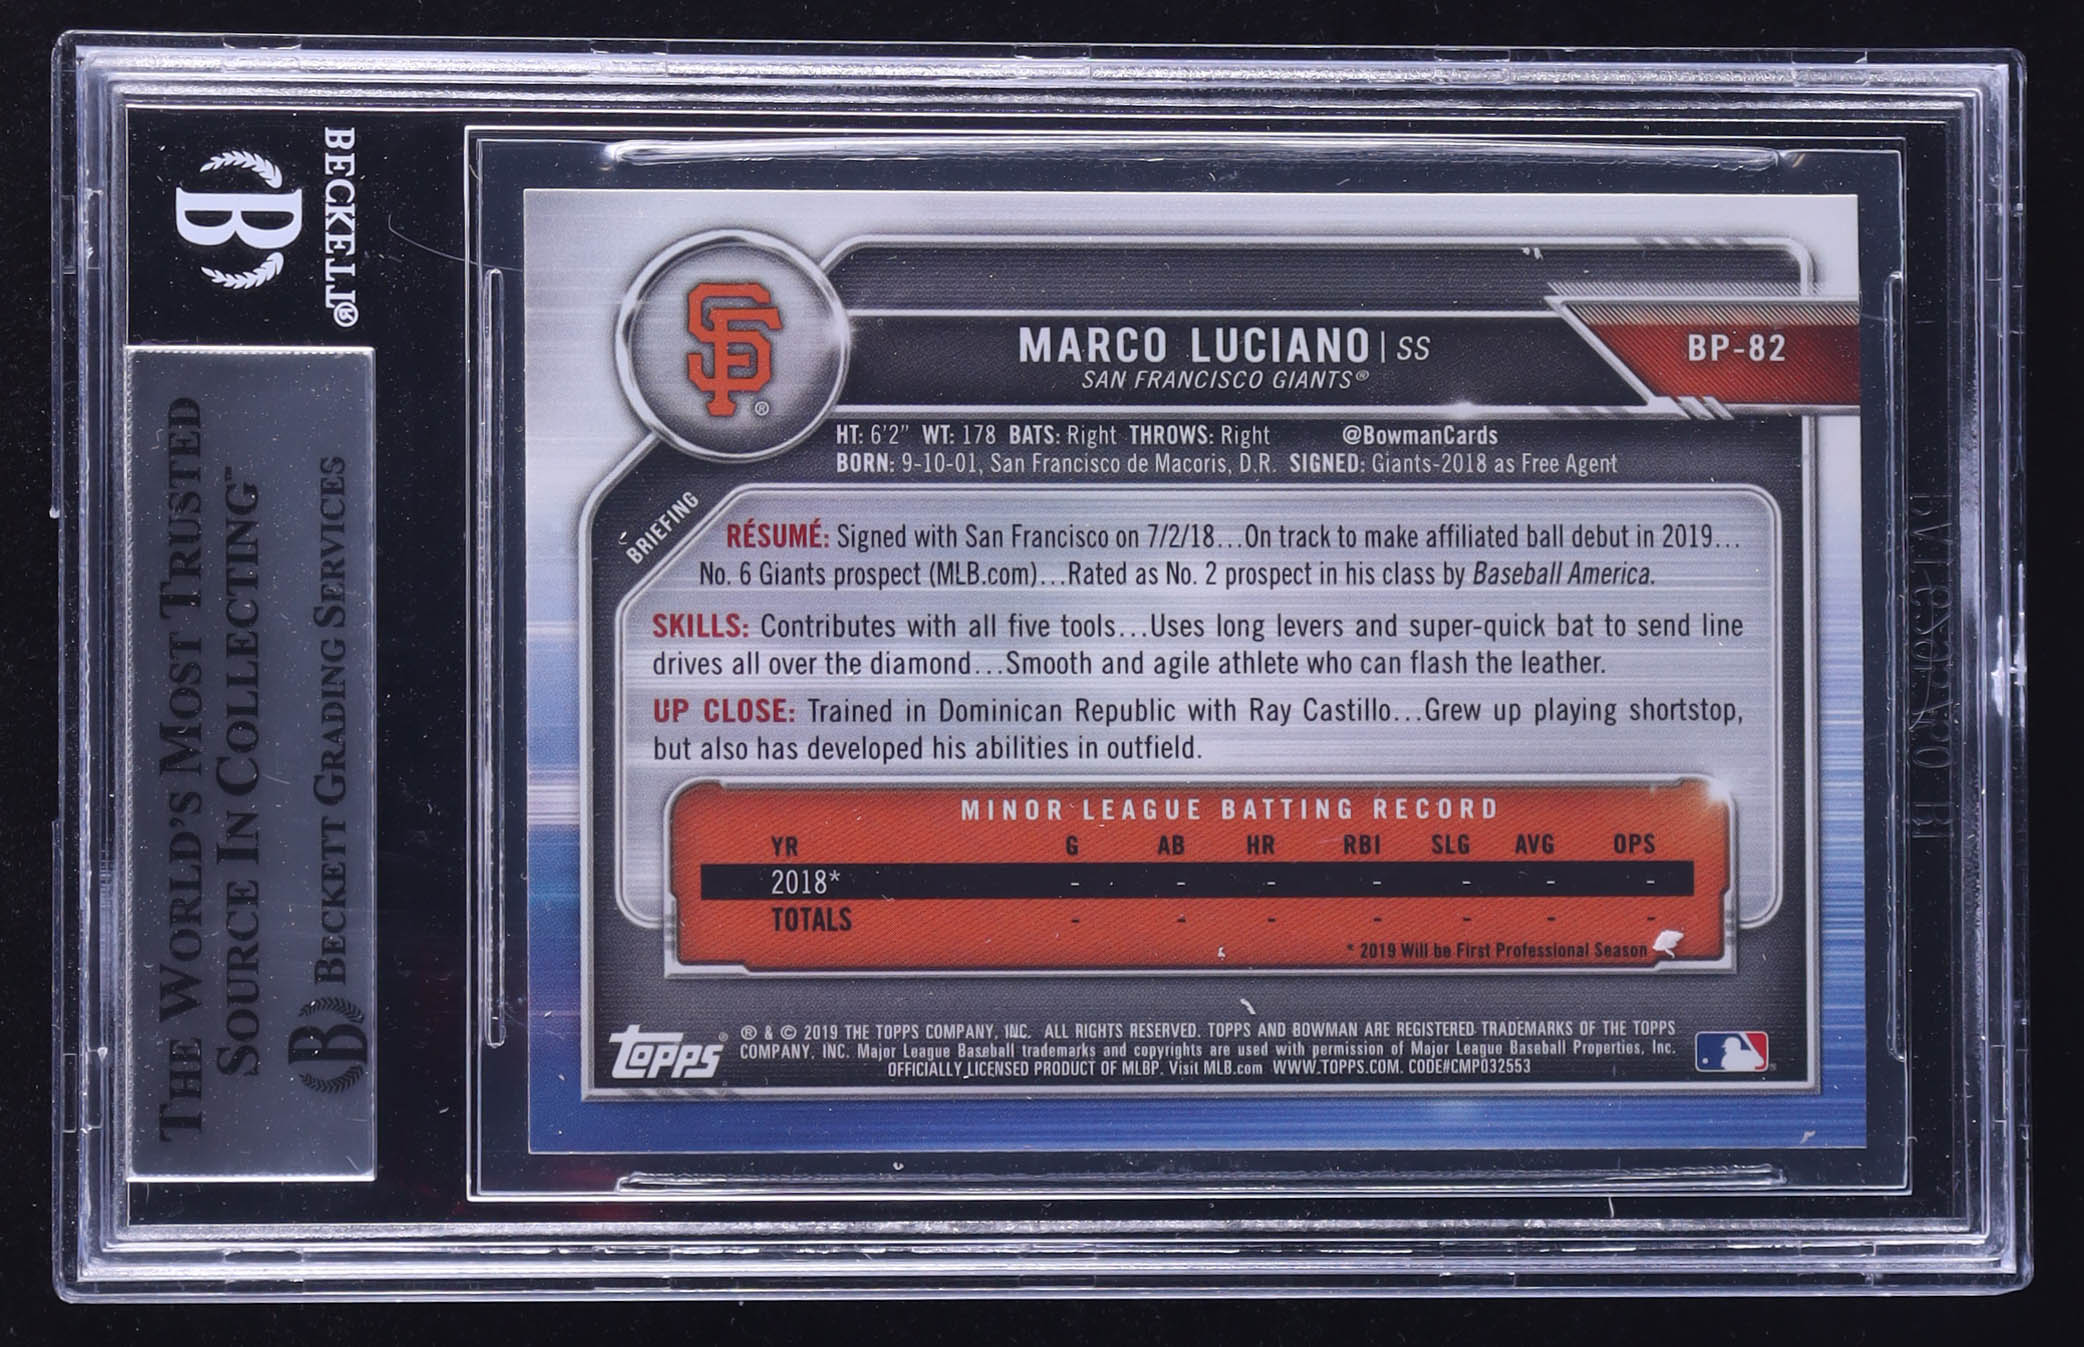 BECKETT®
B
THE WORLD'S MOST TRUSTED
SOURCE IN COLLECTING™
B BECKETT GRADING SERVICES
SF®
MARCO LUCIANO | SS
SAN FRANCISCO GIANTS®
BP-82
HT: 6'2" WT: 178 BATS: Right THROWS: Right @BowmanCards
BORN: 9-10-01, San Francisco de Macoris, D.R. SIGNED: Giants-2018 as Free Agent
BRIEFING
RÉSUMÉ: Signed with San Francisco on 7/2/18...On track to make affiliated ball debut in 2019...
No. 6 Giants prospect (MLB.com)...Rated as No. 2 prospect in his class by Baseball America.
SKILLS: Contributes with all five tools...Uses long levers and super-quick bat to send line
drives all over the diamond...Smooth and agile athlete who can flash the leather.
UP CLOSE: Trained in Dominican Republic with Ray Castillo...Grew up playing shortstop,
but also has developed his abilities in outfield.
MINOR LEAGUE BATTING RECORD
YR G AB HR RBI SLG AVG OPS
2018* - - - - - - -
TOTALS - - - - - - -
* 2019 Will be First Professional Season
topps®
® & © 2019 THE TOPPS COMPANY, INC. ALL RIGHTS RESERVED. TOPPS AND BOWMAN ARE REGISTERED TRADEMARKS OF THE TOPPS
COMPANY, INC. Major League Baseball trademarks and copyrights are used with permission of Major League Baseball Properties, Inc.
OFFICIALLY LICENSED PRODUCT OF MLBP. Visit MLB.com WWW.TOPPS.COM. CODE#CMP032553